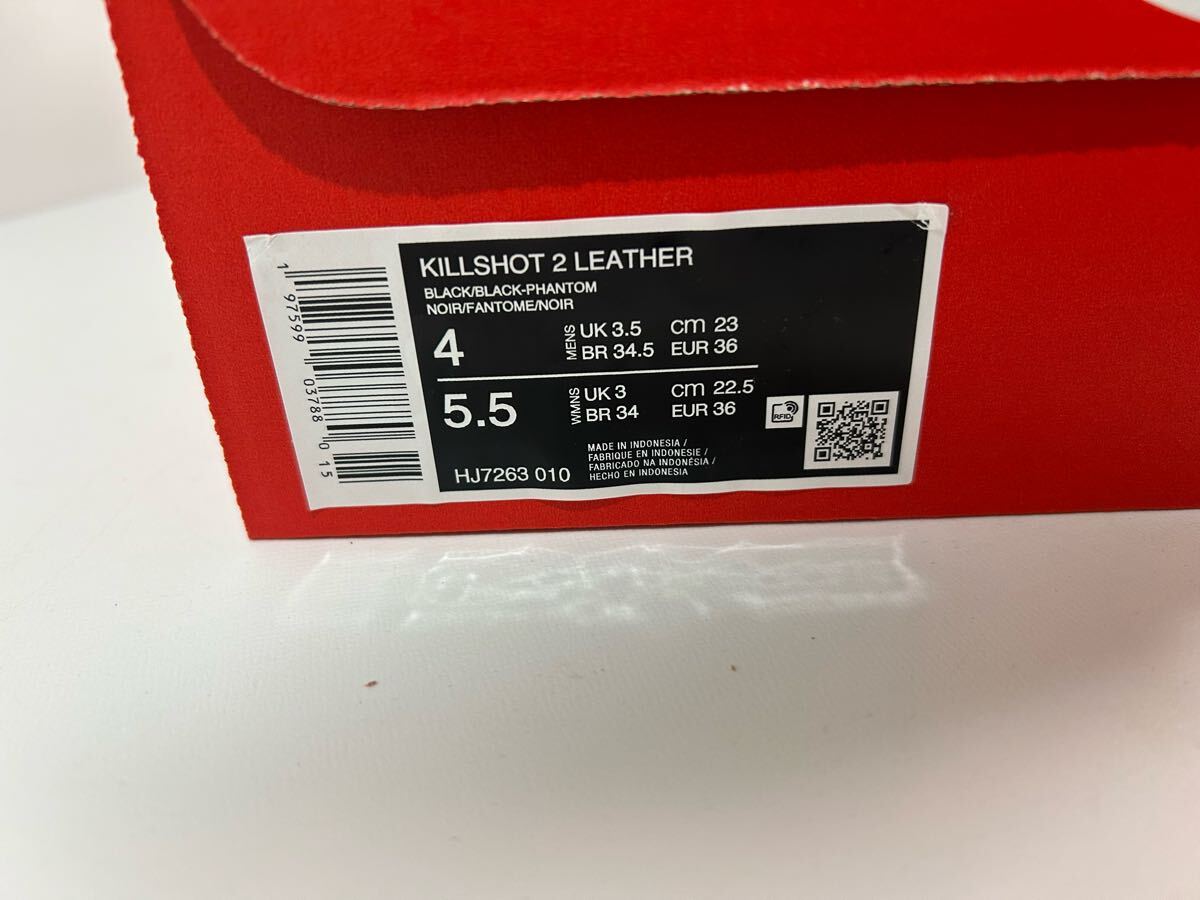 KILLSHOT 2 LEATHER
BLACK/BLACK-PHANTOM
NOIR/FANTOME/NOIR
4 MENS UK 3.5 cm 23
BR 34.5 EUR 36
5.5 WMNS UK 3 cm 22.5
BR 34 EUR 36
RFID
HJ7263 010
MADE IN INDONESIA /
FABRIQUE EN INDONESIE /
FABRICADO NA INDONÉSIA /
HECHO EN INDONESIA
1 97599 03788 015